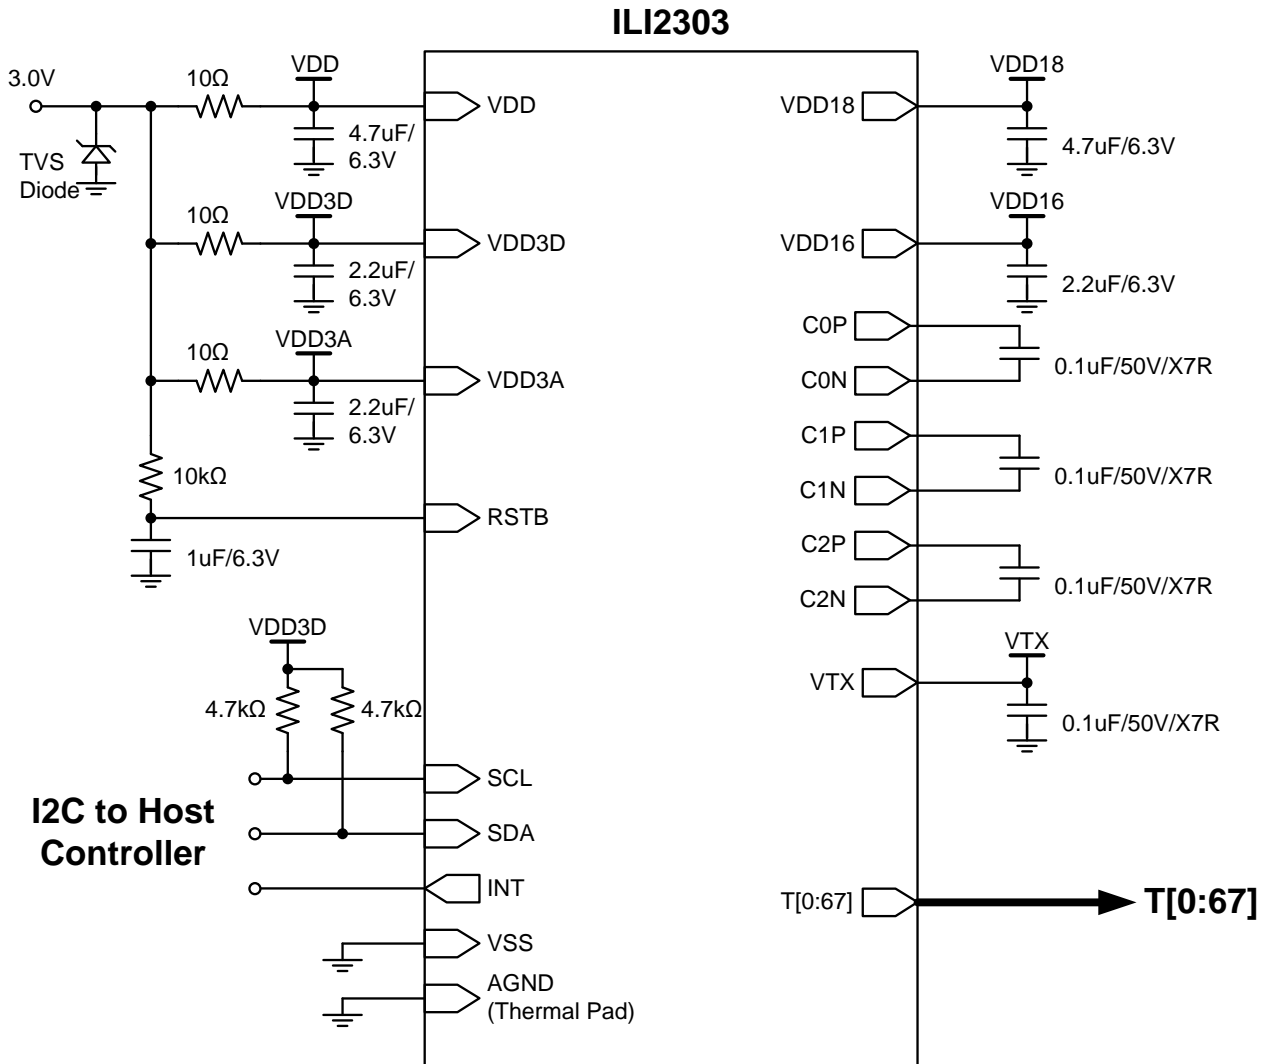 ILI2303
3.0V
10Ω
VDD
VDD
4.7uF/
6.3V
TVS
Diode
10Ω
VDD3D
VDD3D
2.2uF/
6.3V
10Ω
VDD3A
VDD3A
2.2uF/
6.3V
10kΩ
RSTB
1uF/6.3V
VDD3D
4.7kΩ
4.7kΩ
SCL
I2C to Host
Controller
SDA
INT
VSS
AGND
(Thermal Pad)
VDD18
VDD18
4.7uF/6.3V
VDD16
VDD16
2.2uF/6.3V
C0P
C0N
0.1uF/50V/X7R
C1P
C1N
0.1uF/50V/X7R
C2P
C2N
0.1uF/50V/X7R
VTX
VTX
0.1uF/50V/X7R
T[0:67]
T[0:67]